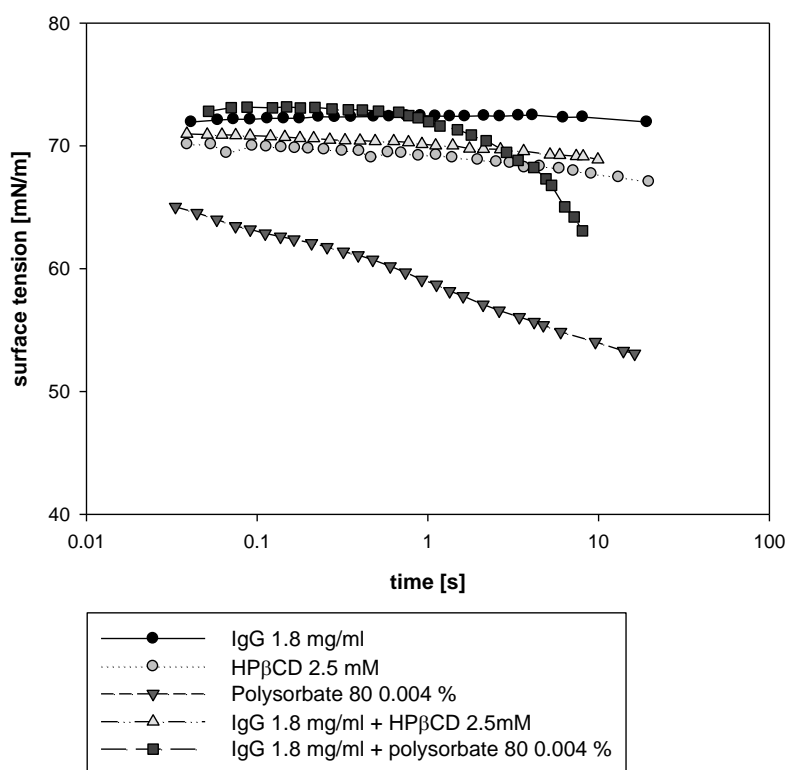 80
70
60
50
40
surface tension [mN/m]
0.01 0.1 1 10 100
time [s]
IgG 1.8 mg/ml
HPβCD 2.5 mM
Polysorbate 80 0.004 %
IgG 1.8 mg/ml + HPβCD 2.5mM
IgG 1.8 mg/ml + polysorbate 80 0.004 %